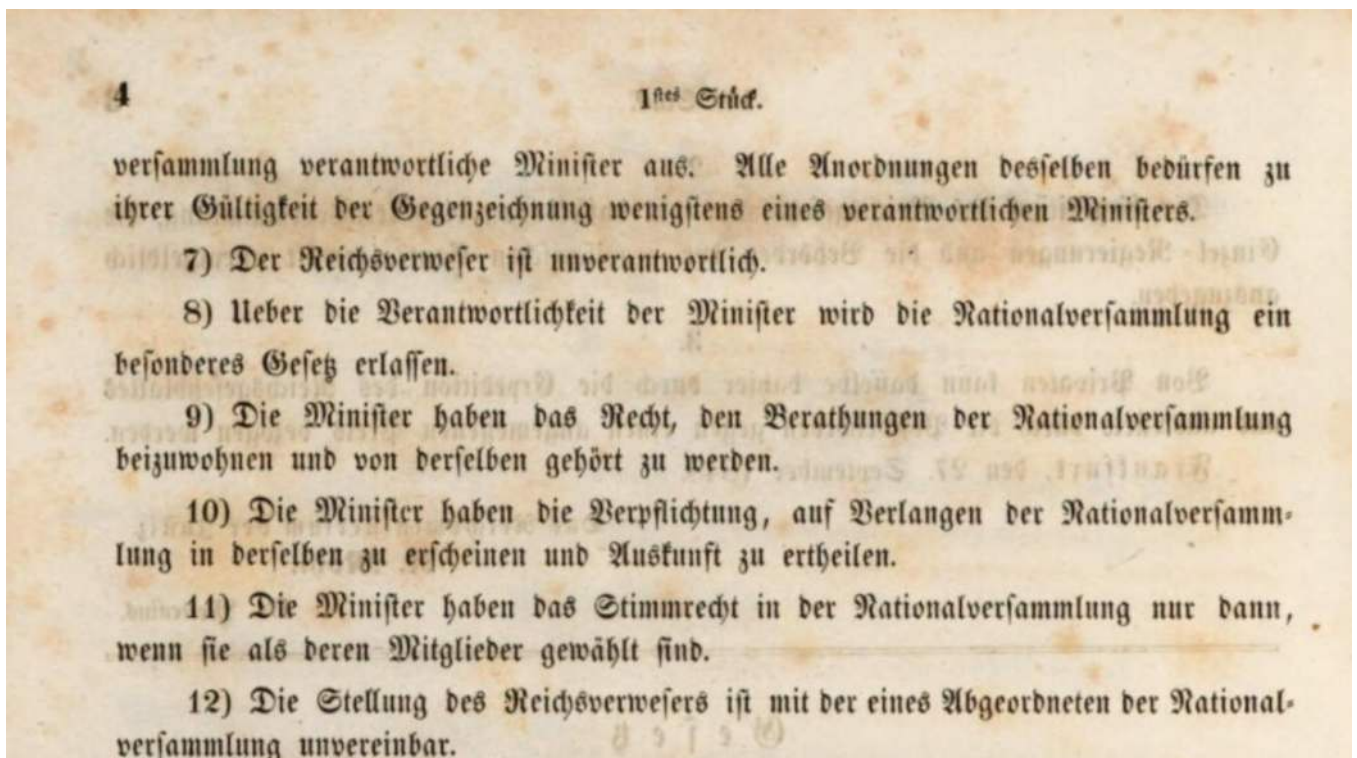 4
1stes Stück.
versammlung verantwortliche Minister aus. Alle Anordnungen desselben bedürfen zu
ihrer Gültigkeit der Gegenzeichnung wenigstens eines verantwortlichen Ministers.
7) Der Reichsverweser ist unverantwortlich.
8) Ueber die Verantwortlichkeit der Minister wird die Nationalversammlung ein
besonderes Gesetz erlassen.
9) Die Minister haben das Recht, den Berathungen der Nationalversammlung
beizuwohnen und von derselben gehört zu werden.
10) Die Minister haben die Verpflichtung, auf Verlangen der Nationalversamm-
lung in derselben zu erscheinen und Auskunft zu ertheilen.
11) Die Minister haben das Stimmrecht in der Nationalversammlung nur dann,
wenn sie als deren Mitglieder gewählt sind.
12) Die Stellung des Reichsverwesers ist mit der eines Abgeordneten der National-
versammlung unvereinbar.